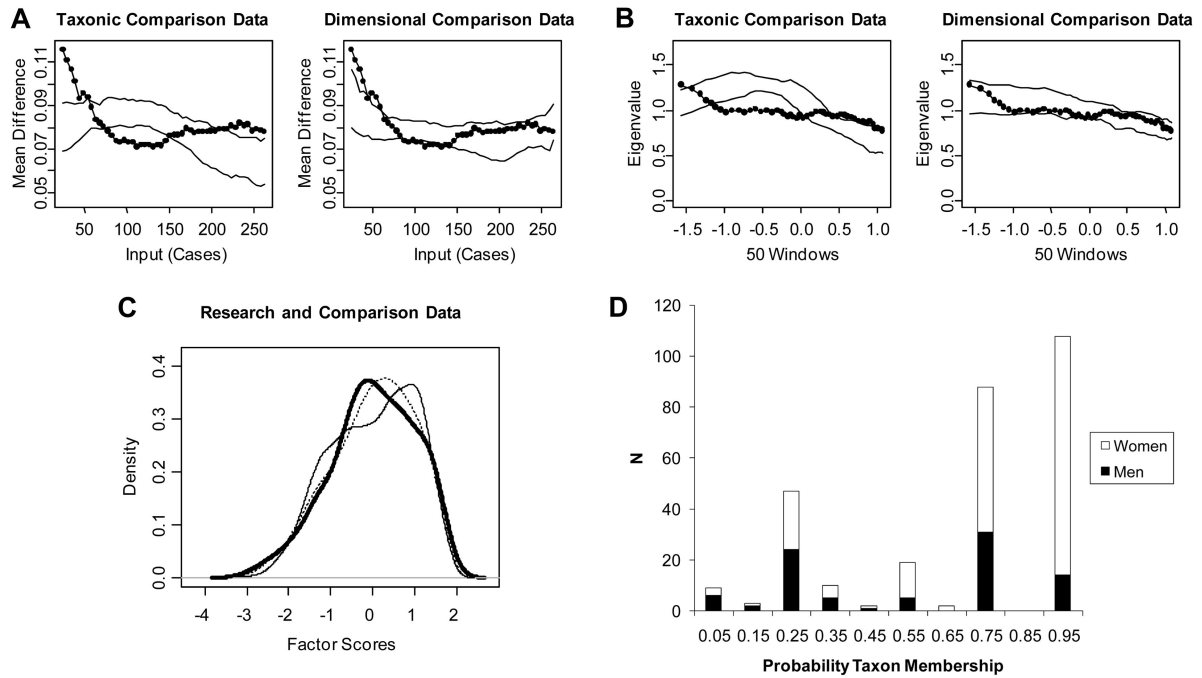 A
Taxonic Comparison Data
Mean Difference
0.05 0.07 0.09 0.11
50 100 150 200 250
Input (Cases)
Dimensional Comparison Data
Mean Difference
0.05 0.07 0.09 0.11
50 100 150 200 250
Input (Cases)
B
Taxonic Comparison Data
Eigenvalue
0.0 0.5 1.0 1.5
-1.5 -1.0 -0.5 0.0 0.5 1.0
50 Windows
Dimensional Comparison Data
Eigenvalue
0.0 0.5 1.0 1.5
-1.5 -1.0 -0.5 0.0 0.5 1.0
50 Windows
C
Research and Comparison Data
Density
0.0 0.1 0.2 0.3 0.4
-4 -3 -2 -1 0 1 2
Factor Scores
D
N
120
100
80
60
40
20
0
0.05 0.15 0.25 0.35 0.45 0.55 0.65 0.75 0.85 0.95
Probability Taxon Membership
Women
Men